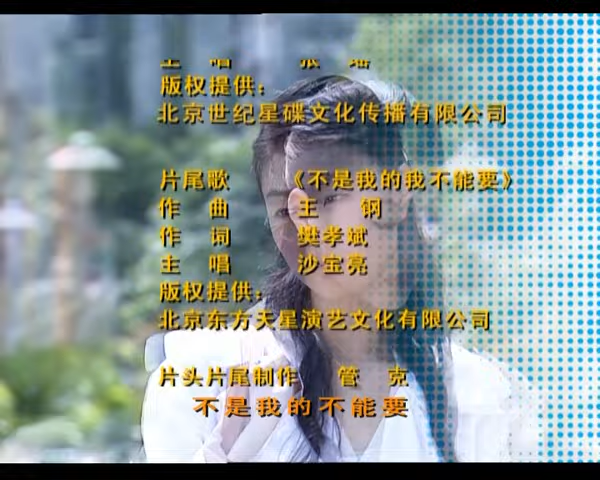 主 唱 张 瑶
版权提供：
北京世纪星碟文化传播有限公司
片尾歌 《不是我的我不能要》
作 曲 王 钢
作 词 樊孝斌
主 唱 沙宝亮
版权提供：
北京东方天星演艺文化有限公司
片头片尾制作 管 克
不是我的不能要